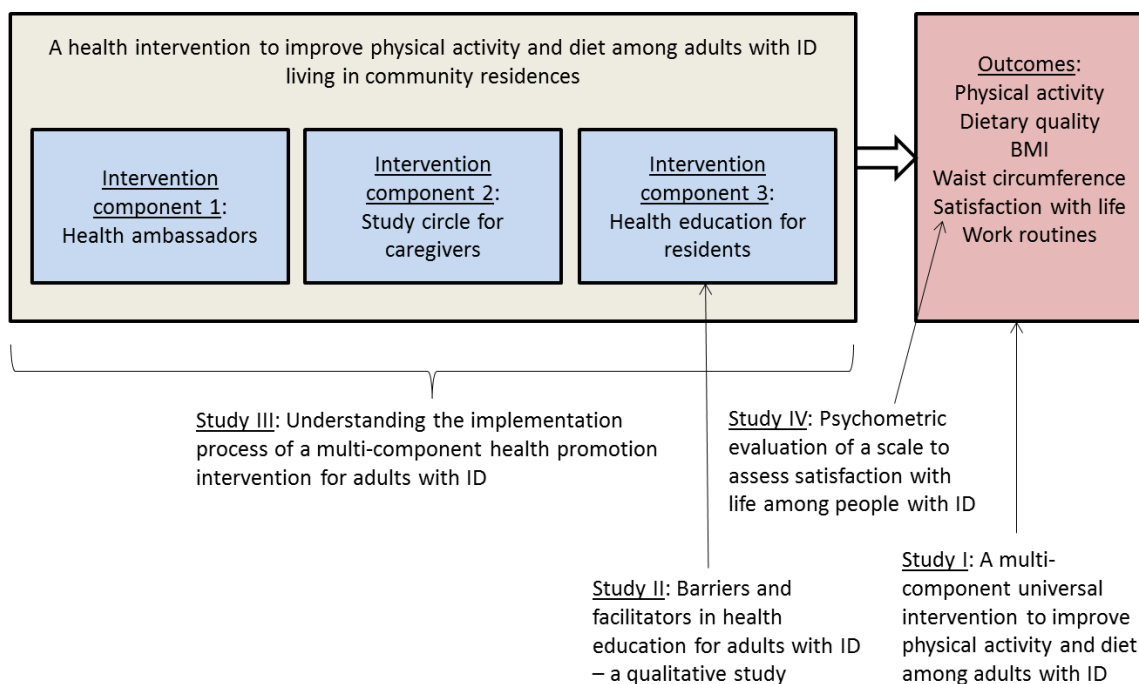 A health intervention to improve physical activity and diet among adults with ID
living in community residences
Intervention
component 1:
Health ambassadors
Intervention
component 2:
Study circle for
caregivers
Intervention
component 3:
Health education for
residents
Outcomes:
Physical activity
Dietary quality
BMI
Waist circumference
Satisfaction with life
Work routines
Study III: Understanding the implementation
process of a multi-component health promotion
intervention for adults with ID
Study IV: Psychometric
evaluation of a scale to
assess satisfaction with
life among people with ID
Study II: Barriers and
facilitators in health
education for adults with ID
– a qualitative study
Study I: A multi-
component universal
intervention to improve
physical activity and diet
among adults with ID